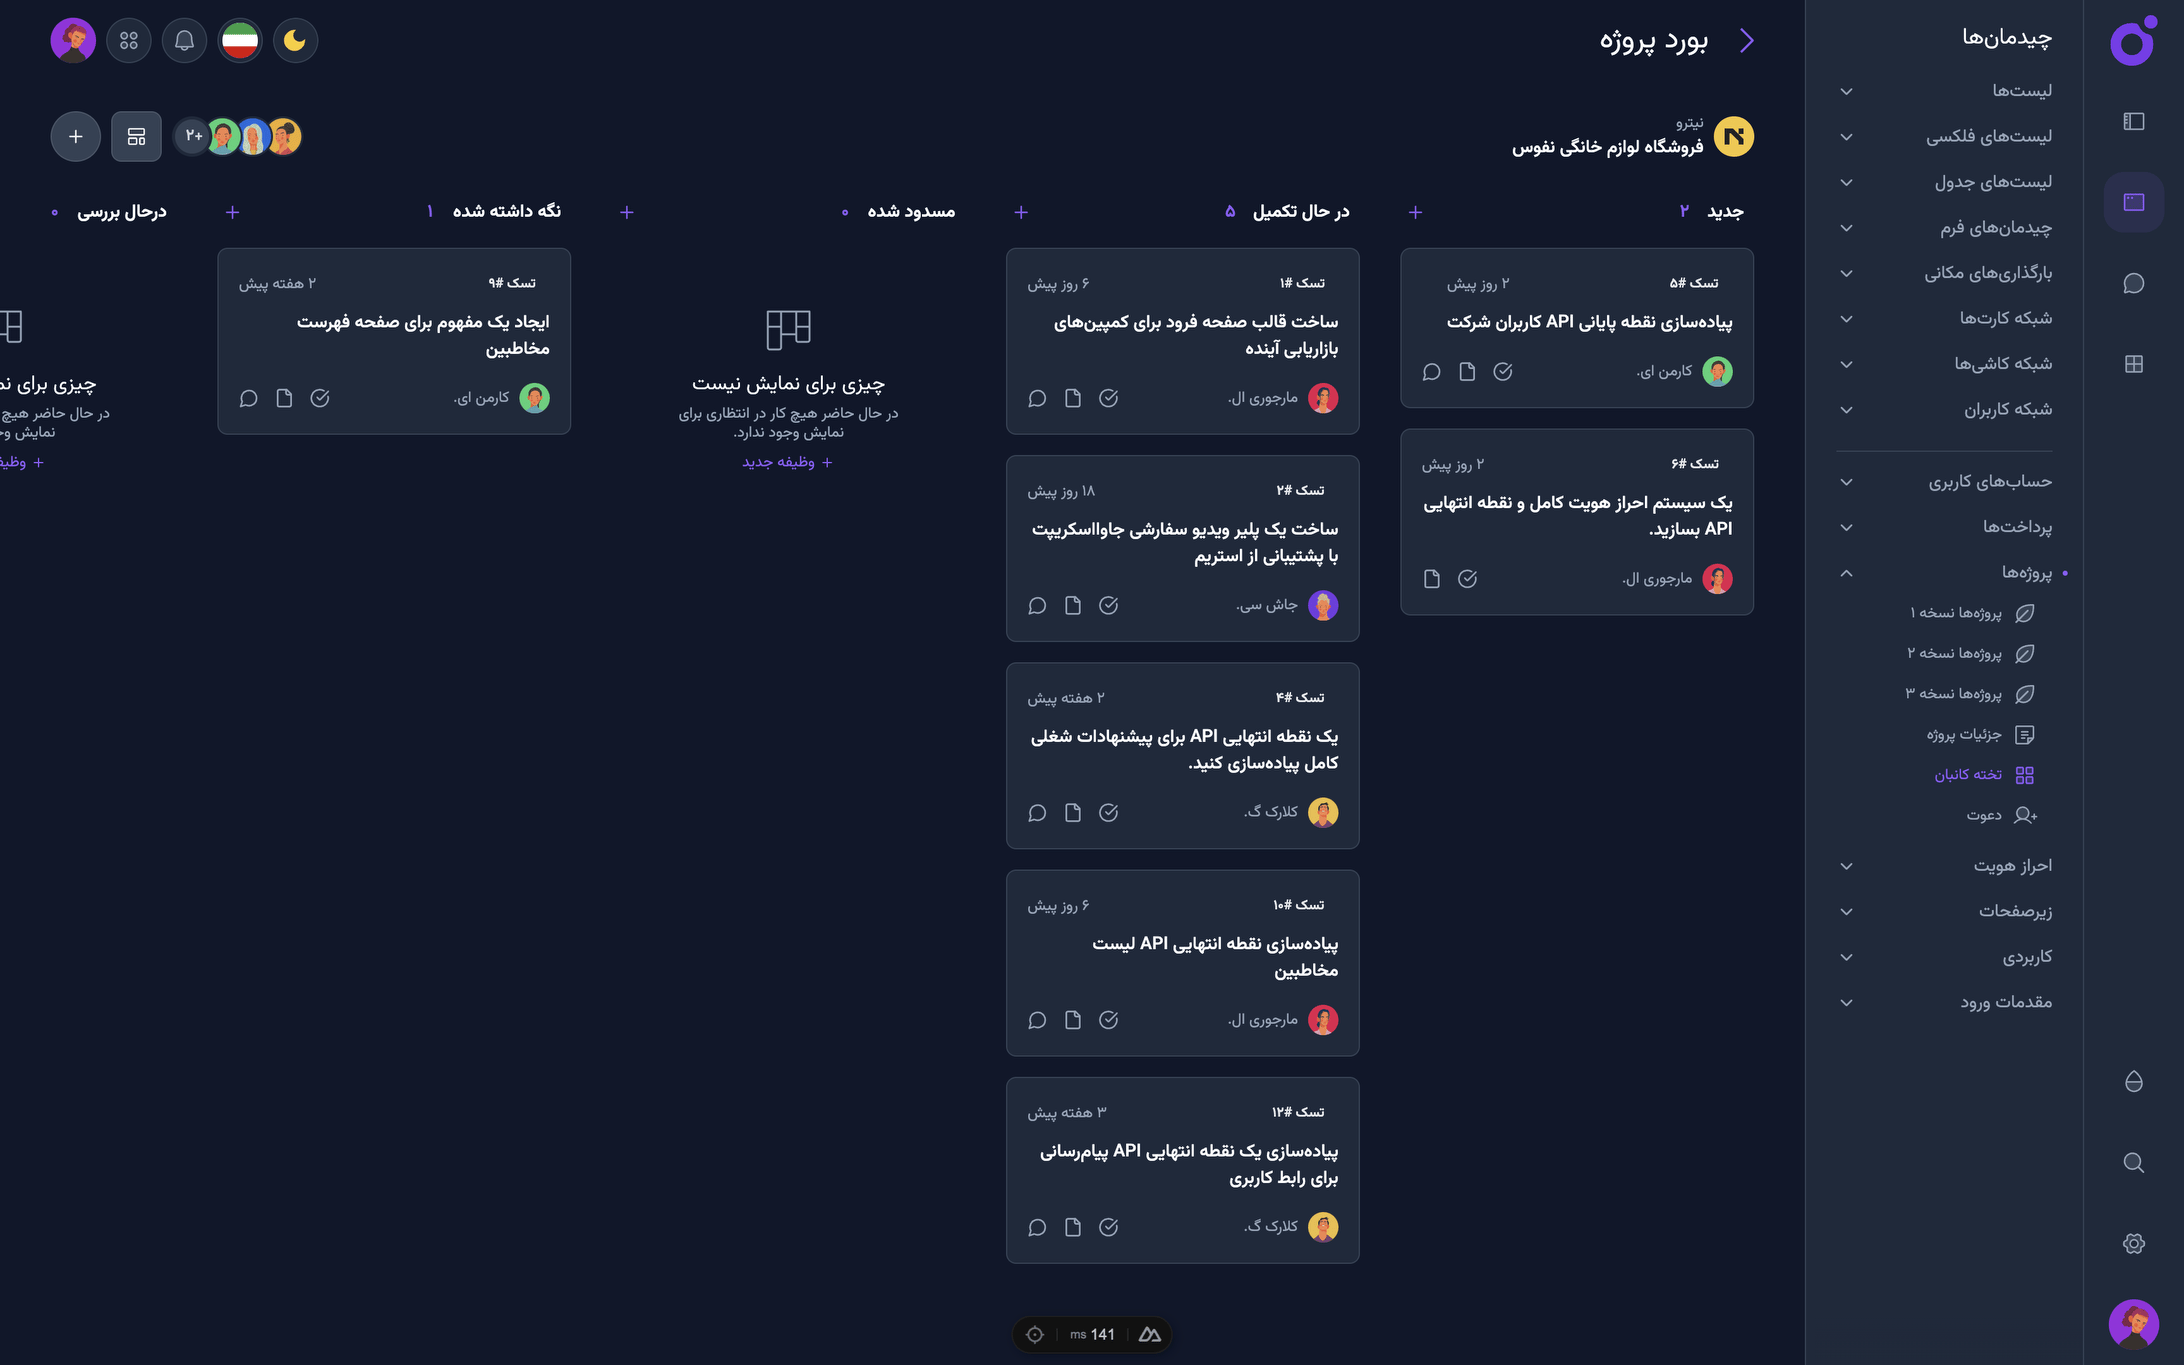 چیدمان‌ها
لیست‌ها
لیست‌های فلکسی
لیست‌های جدول
چیدمان‌های فرم
بارگذاری‌های مکانی
شبکه کارت‌ها
شبکه کاشی‌ها
شبکه کاربران
حساب‌های کاربری
پرداخت‌ها
پروژه‌ها
پروژه‌ها نسخه ۱
پروژه‌ها نسخه ۲
پروژه‌ها نسخه ۳
جزئیات پروژه
تخته کانبان
دعوت
احراز هویت
زیرصفحات
کاربردی
مقدمات ورود
بورد پروژه
نیترو
فروشگاه لوازم خانگی نفوس
+۲
جدید ۲
تسک #۵ ۲ روز پیش
پیاده‌سازی نقطه پایانی API کاربران شرکت
کارمن ای.
تسک #۶ ۲ روز پیش
یک سیستم احراز هویت کامل و نقطه انتهایی
API بسازید.
مارجوری ال.
در حال تکمیل ۵
تسک #۱ ۶ روز پیش
ساخت قالب صفحه فرود برای کمپین‌های
بازاریابی آینده
مارجوری ال.
تسک #۲ ۱۸ روز پیش
ساخت یک پلیر ویدیو سفارشی جاوااسکریپت
با پشتیبانی از استریم
جاش سی.
تسک #۴ ۲ هفته پیش
یک نقطه انتهایی API برای پیشنهادات شغلی
کامل پیاده‌سازی کنید.
کلارک گ.
تسک #۱۰ ۶ روز پیش
پیاده‌سازی نقطه انتهایی API لیست
مخاطبین
مارجوری ال.
تسک #۱۲ ۳ هفته پیش
پیاده‌سازی یک نقطه انتهایی API پیام‌رسانی
برای رابط کاربری
کلارک گ.
مسدود شده ۰
چیزی برای نمایش نیست
در حال حاضر هیچ کار در انتظاری برای
نمایش وجود ندارد.
+ وظیفه جدید
نگه داشته شده ۱
تسک #۹ ۲ هفته پیش
ایجاد یک مفهوم برای صفحه فهرست
مخاطبین
کارمن ای.
درحال بررسی ۰
چیزی برای
در حال حاضر هیچ
نمایش
+
141 ms